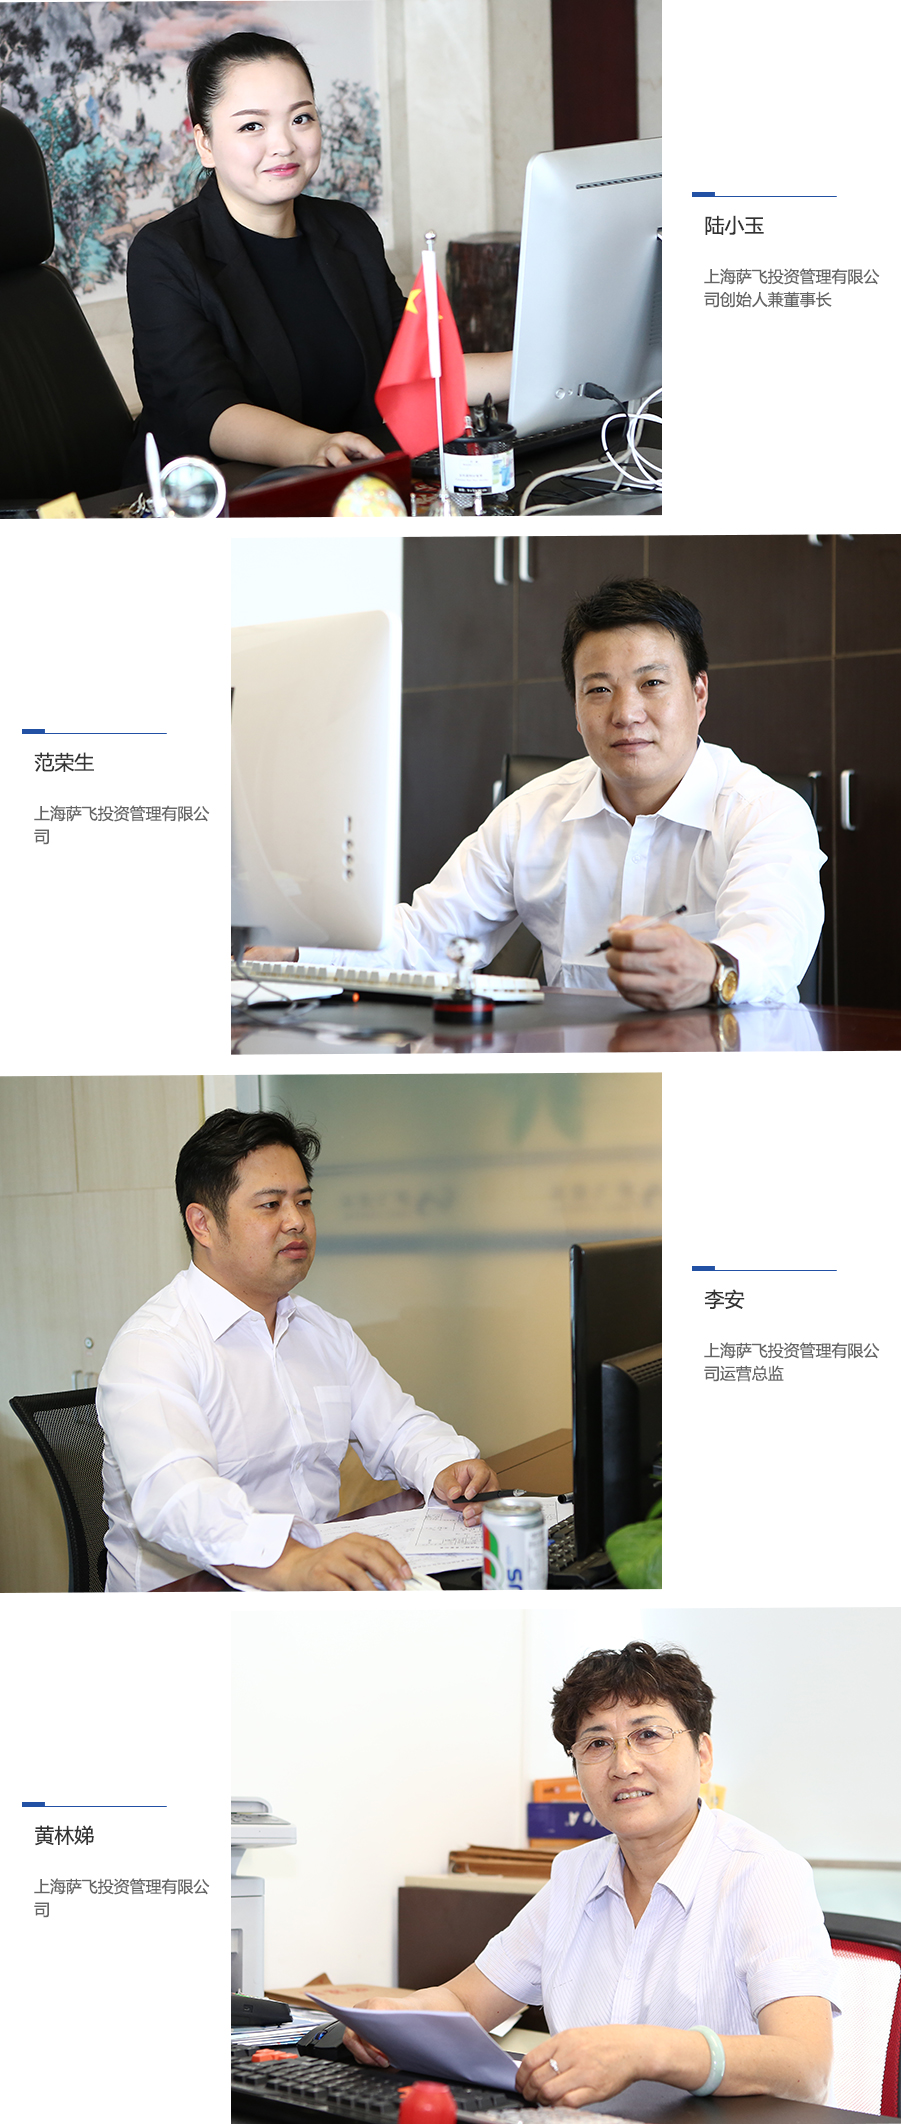 陆小玉
上海萨飞投资管理有限公
司创始人兼董事长
范荣生
上海萨飞投资管理有限公
司
李安
上海萨飞投资管理有限公
司运营总监
黄林娣
上海萨飞投资管理有限公
司